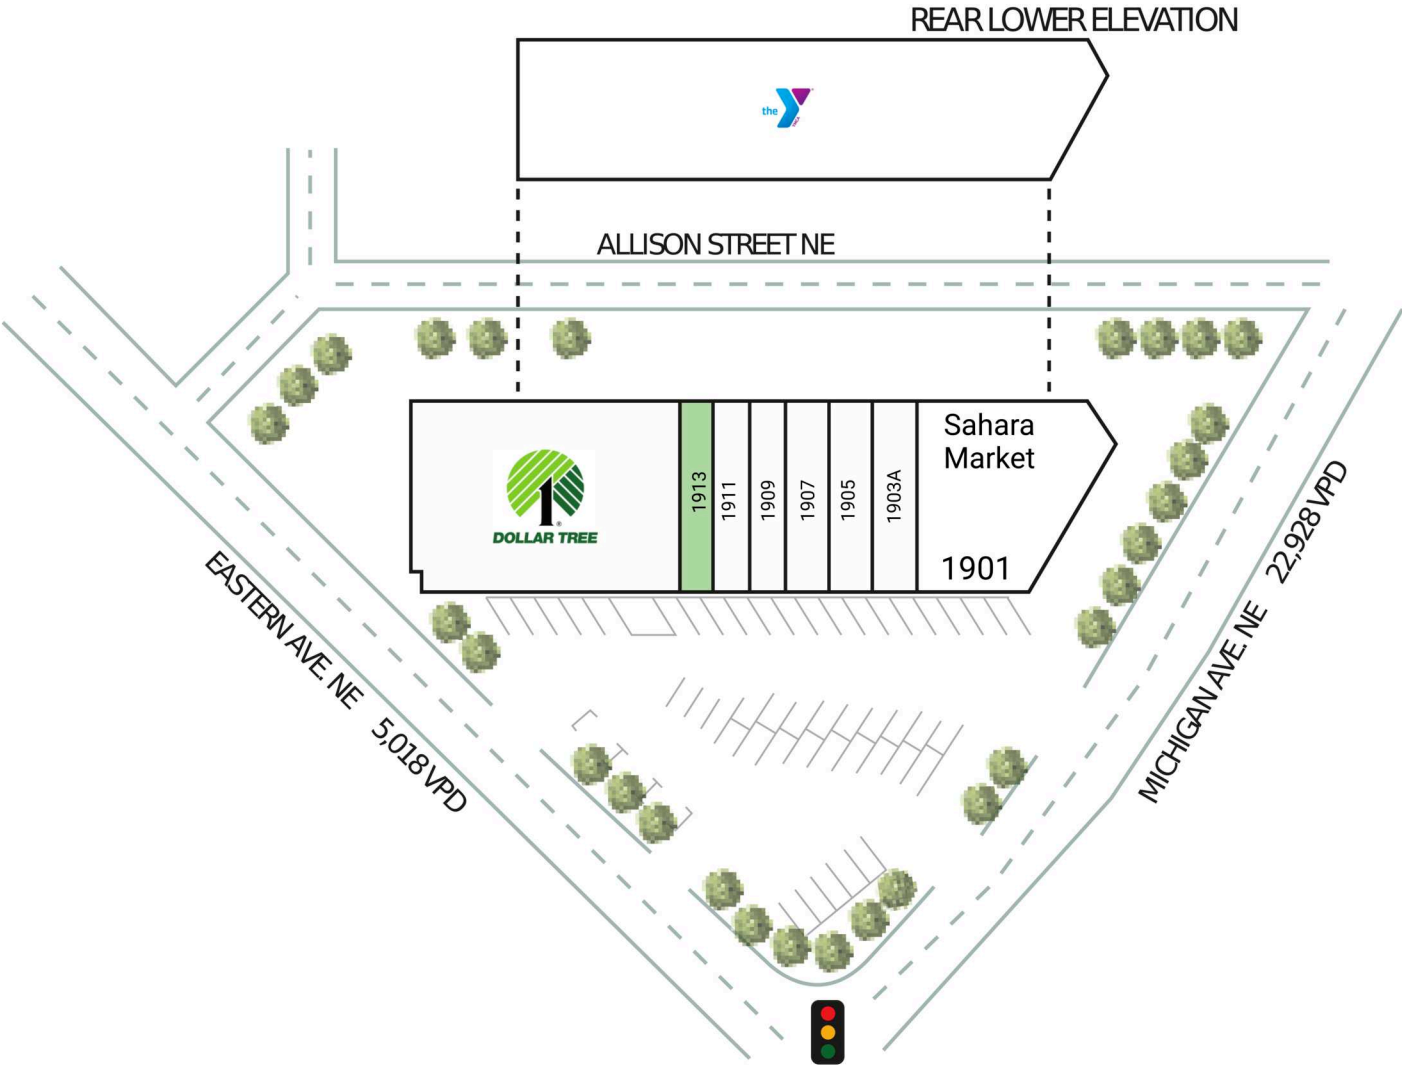 REAR LOWER ELEVATION
the
ALLISON STREET NE
Sahara
Market
DOLLAR TREE
1913
1911
1909
1907
1905
1903A
1901
EASTERN AVE. NE 5,018 VPD
MICHIGAN AVE. NE 22,928 VPD